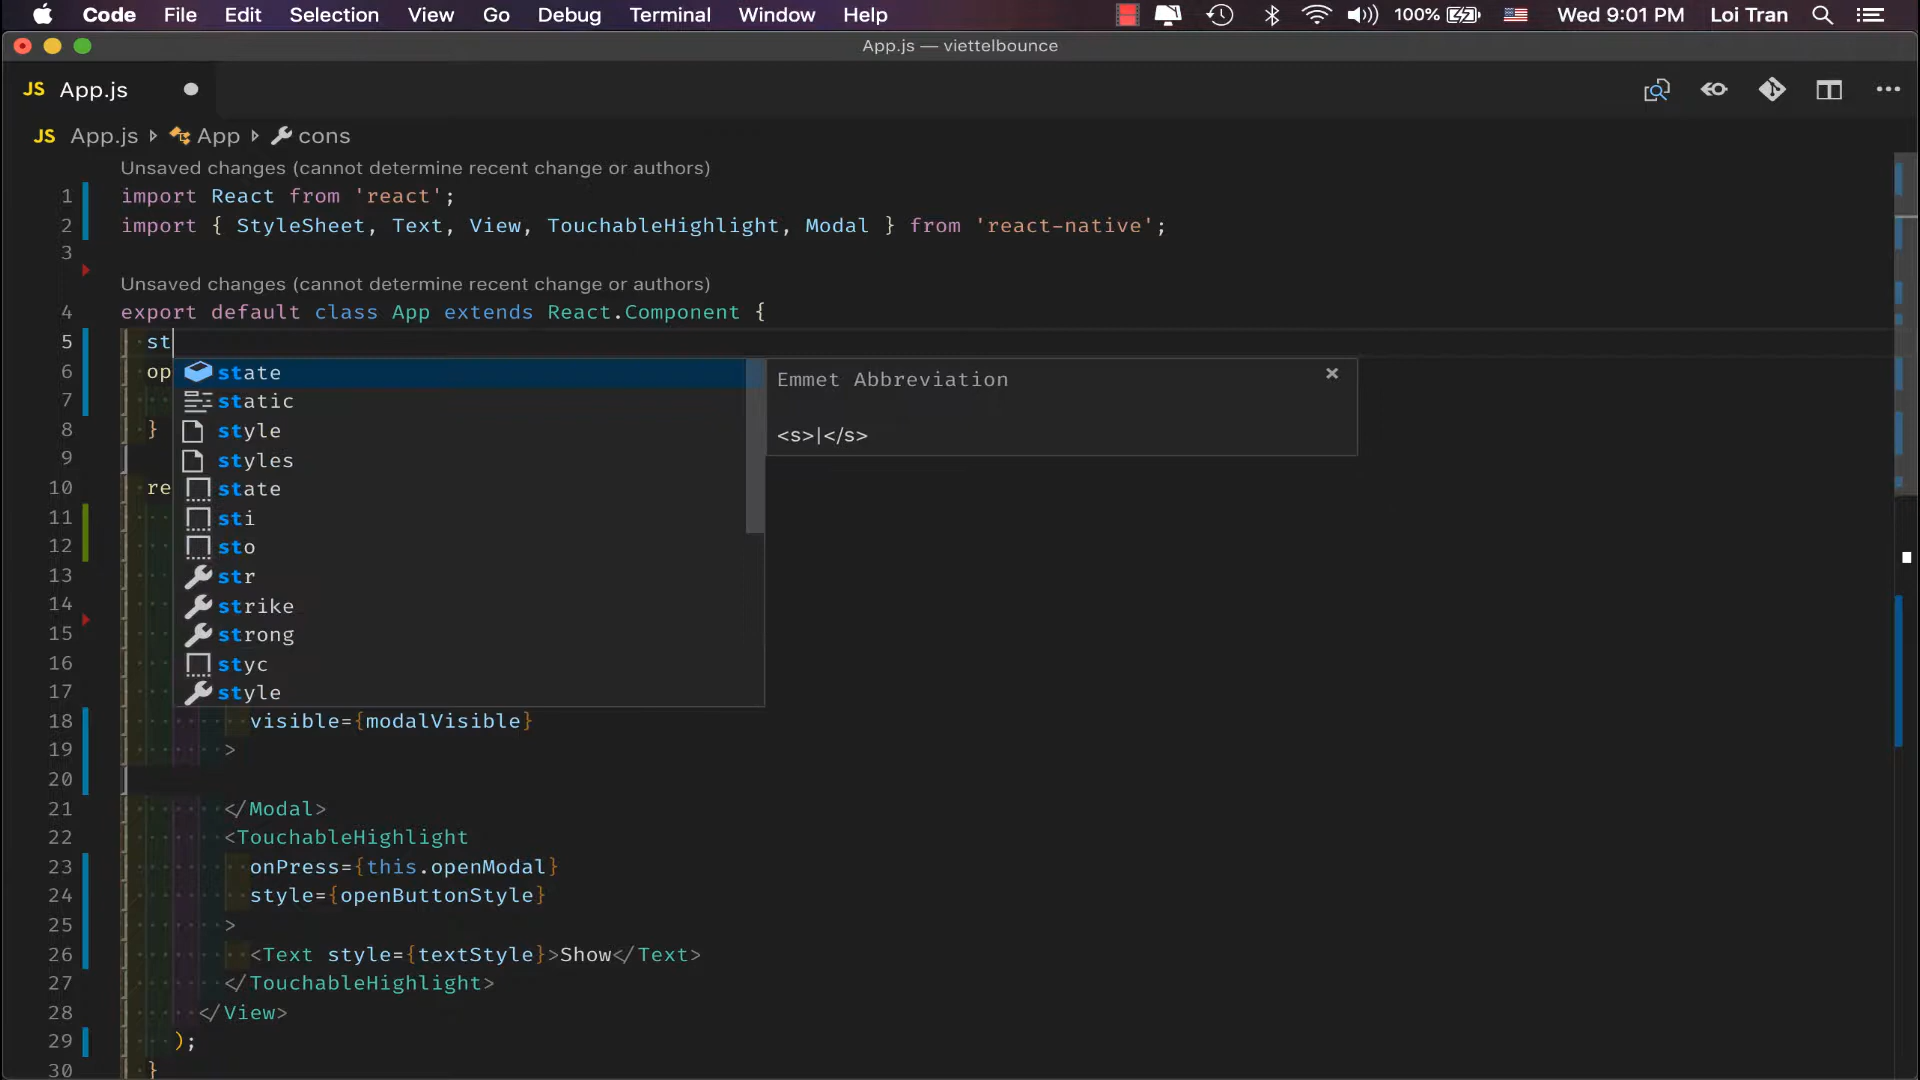 Code File Edit Selection View Go Debug Terminal Window Help 100% Wed 9:01 PM Loi Tran
App.js — viettelbounce
JS App.js
JS App.js App cons
Unsaved changes (cannot determine recent change or authors)
1 import React from 'react';
2 import { StyleSheet, Text, View, TouchableHighlight, Modal } from 'react-native';
3
Unsaved changes (cannot determine recent change or authors)
4 export default class App extends React.Component {
5 st
6 op
7
8 }
9
10 re
11
12
13
14
15
16
17
state
static
style
styles
state
sti
sto
str
strike
strong
styc
style
Emmet Abbreviation ×
<s>|</s>
18 visible={modalVisible}
19 >
20
21 </Modal>
22 <TouchableHighlight
23 onPress={this.openModal}
24 style={openButtonStyle}
25 >
26 <Text style={textStyle}>Show</Text>
27 </TouchableHighlight>
28 </View>
29 );
30 }